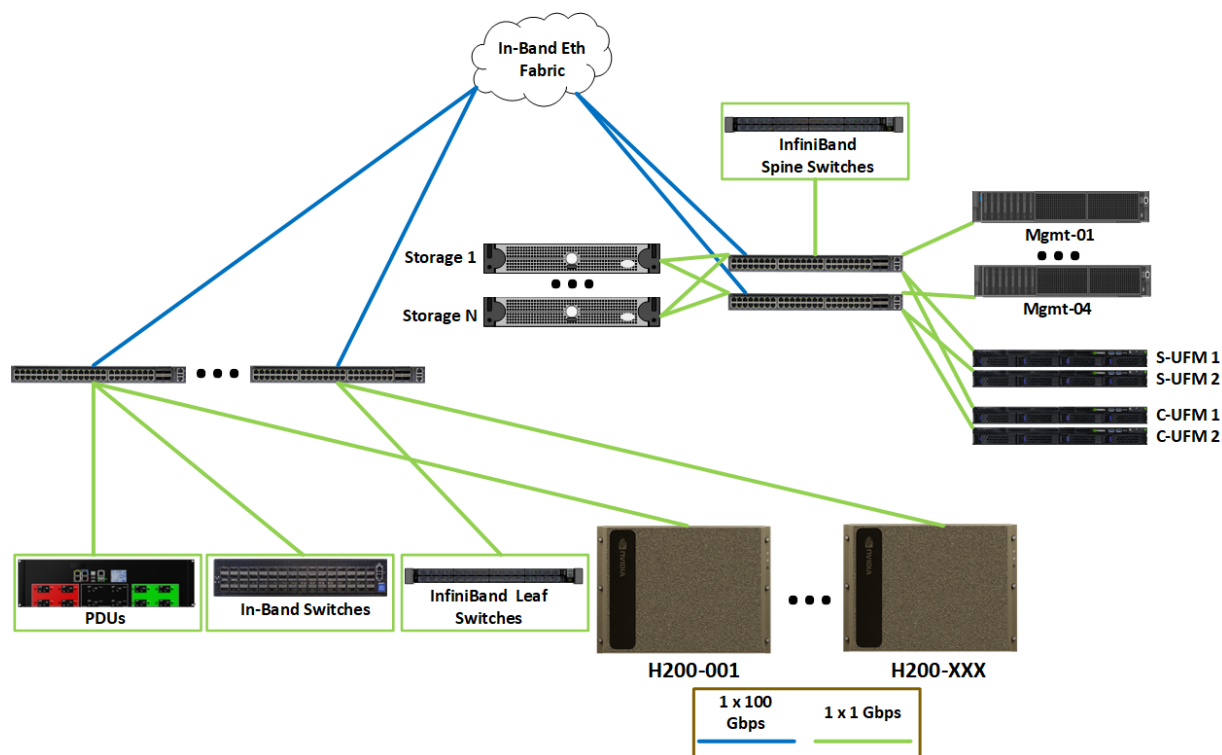 In-Band Eth
Fabric
InfiniBand
Spine Switches
Storage 1
Mgmt-01
Storage N
Mgmt-04
S-UFM 1
S-UFM 2
C-UFM 1
C-UFM 2
PDUs
In-Band Switches
InfiniBand Leaf
Switches
NVIDIA
NVIDIA
H200-001
H200-XXX
1 x 100
Gbps
1 x 1 Gbps